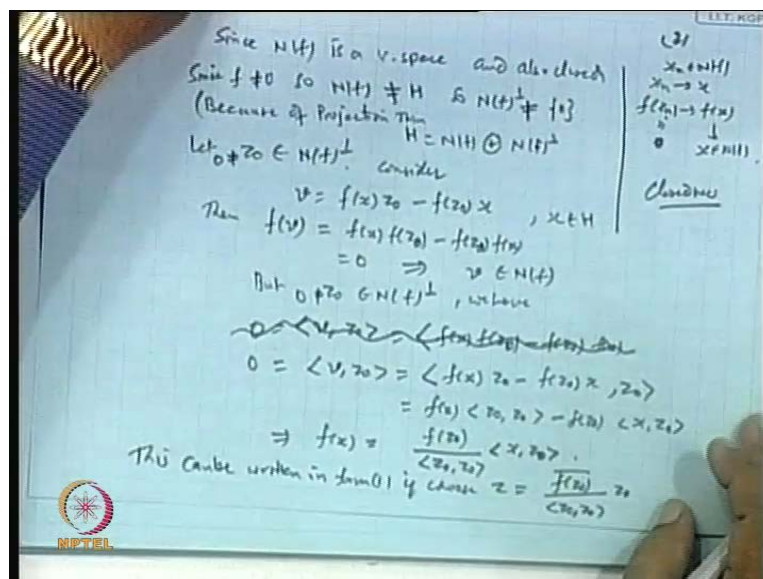 I.I.T. KGP
Since N(f) is a v. space and also closed
Since f ≠ 0 so N(f) ≠ H so N(f)^⊥ ≠ {0}
(Because of Projection Thm
H = N(f) ⊕ N(f)^⊥
Let 0 ≠ z0 ∈ N(f)^⊥. Consider
v = f(x) z0 − f(z0) x , x ∈ H
Then f(v) = f(x) f(z0) − f(z0) f(x)
= 0 ⇒ v ∈ N(f)
But 0 ≠ z0 ∈ N(f)^⊥, we have
0 = <v, z0> = <f(x) z0 − f(z0) x, z0>
= f(x) <z0, z0> − f(z0) <x, z0>
⇒ f(x) = f(z0) / <z0, z0> <x, z0>.
This can be written in form (1) if choose z = \overline{f(z0)} / <z0, z0> z0
(2)
xn ∈ N(f)
xn → x
f(xn) → f(x)
0 x ∈ N(f).
Closedness
NPTEL